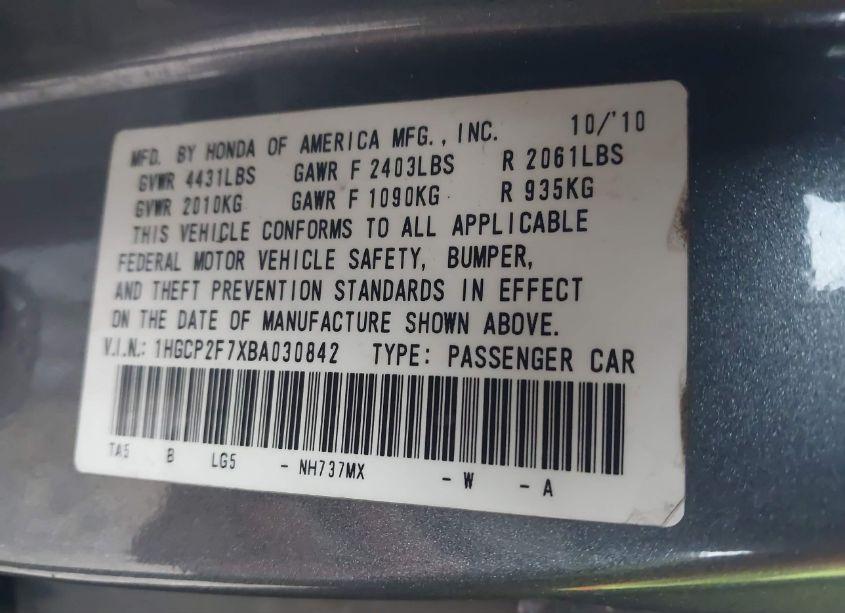 MFD. BY HONDA OF AMERICA MFG., INC. 10/'10
GVWR 4431LBS GAWR F 2403LBS R 2061LBS
GVWR 2010KG GAWR F 1090KG R 935KG
THIS VEHICLE CONFORMS TO ALL APPLICABLE
FEDERAL MOTOR VEHICLE SAFETY, BUMPER,
AND THEFT PREVENTION STANDARDS IN EFFECT
ON THE DATE OF MANUFACTURE SHOWN ABOVE.
V.I.N.: 1HGCP2F7XBA030842 TYPE: PASSENGER CAR
TA5 B LG5 - NH737MX - W - A